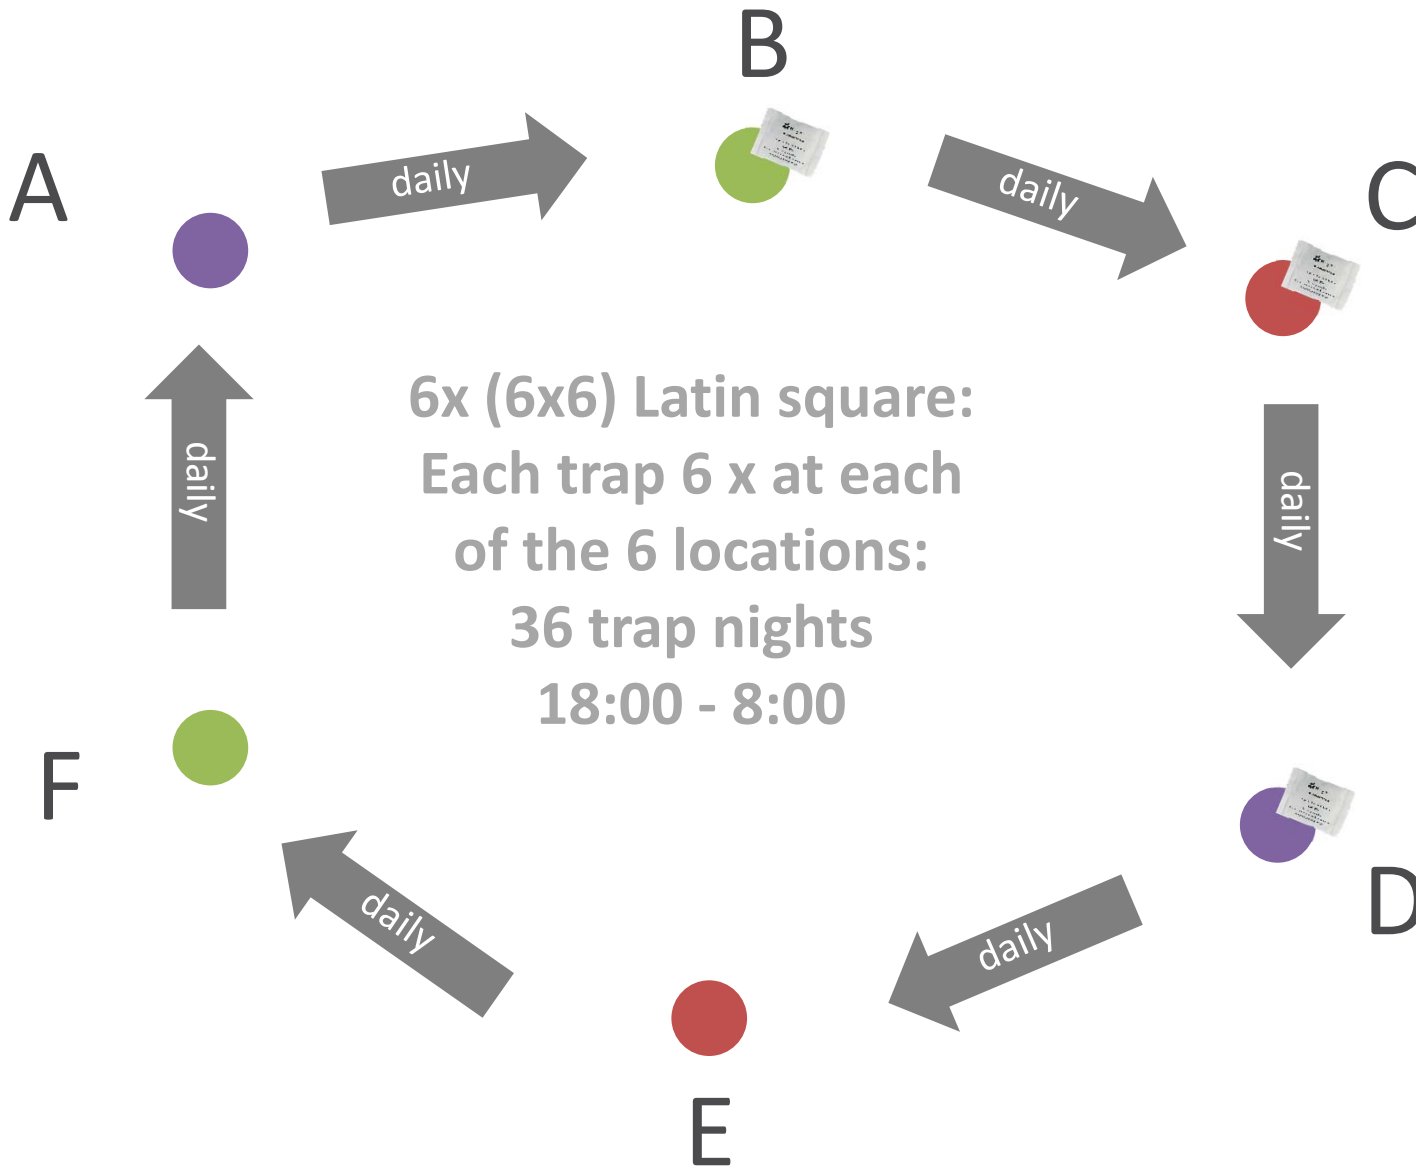 B
A
daily
daily
C
6x (6x6) Latin square:
Each trap 6 x at each
of the 6 locations:
36 trap nights
18:00 - 8:00
daily
daily
F
D
daily
daily
E